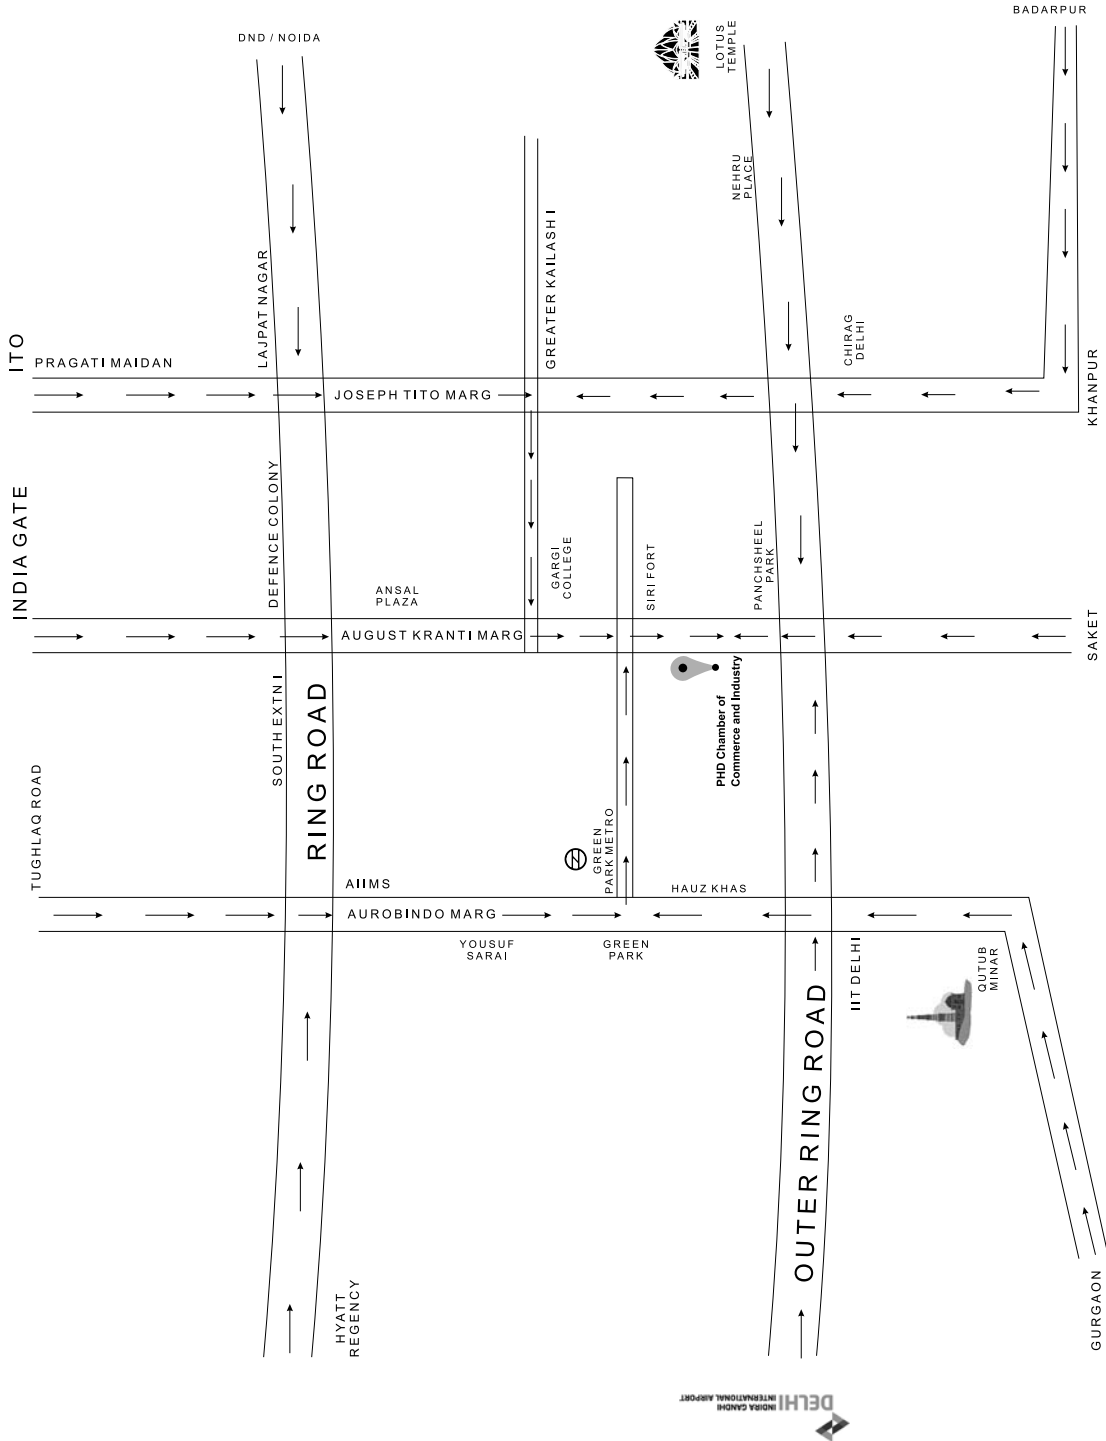 BADARPUR
DND / NOIDA
LOTUS
TEMPLE
NEHRU
PLACE
LAJPAT NAGAR
GREATER KAILASH I
CHIRAG
DELHI
ITO
PRAGATI MAIDAN
JOSEPH TITO MARG
KHANPUR
INDIA GATE
DEFENCE COLONY
ANSAL
PLAZA
GARGI
COLLEGE
SIRI FORT
PANCHSHEEL
PARK
AUGUST KRANTI MARG
SAKET
SOUTH EXTN I
RING ROAD
PHD Chamber of
Commerce and Industry
TUGHLAQ ROAD
GREEN
PARK METRO
AIIMS
HAUZ KHAS
AUROBINDO MARG
YOUSUF
SARAI
GREEN
PARK
IIT DELHI
QUTUB
MINAR
OUTER RING ROAD
HYATT
REGENCY
GURGAON
DELHI
INDIRA GANDHI
INTERNATIONAL AIRPORT